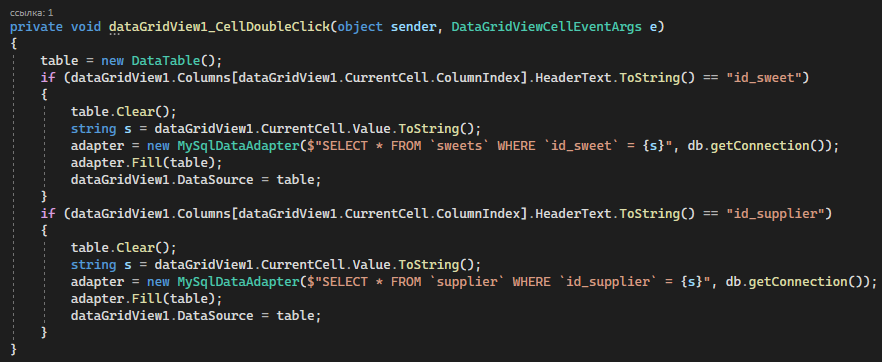 ссылка: 1
private void dataGridView1_CellDoubleClick(object sender, DataGridViewCellEventArgs e)
{
    table = new DataTable();
    if (dataGridView1.Columns[dataGridView1.CurrentCell.ColumnIndex].HeaderText.ToString() == "id_sweet")
    {
        table.Clear();
        string s = dataGridView1.CurrentCell.Value.ToString();
        adapter = new MySqlDataAdapter($"SELECT * FROM `sweets` WHERE `id_sweet` = {s}", db.getConnection());
        adapter.Fill(table);
        dataGridView1.DataSource = table;
    }
    if (dataGridView1.Columns[dataGridView1.CurrentCell.ColumnIndex].HeaderText.ToString() == "id_supplier")
    {
        table.Clear();
        string s = dataGridView1.CurrentCell.Value.ToString();
        adapter = new MySqlDataAdapter($"SELECT * FROM `supplier` WHERE `id_supplier` = {s}", db.getConnection());
        adapter.Fill(table);
        dataGridView1.DataSource = table;
    }
}